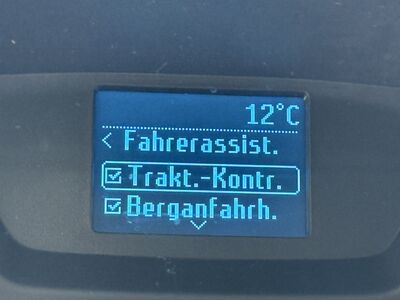 12°C
< Fahrerassist.
Trakt.-Kontr.
Berganfahrh.